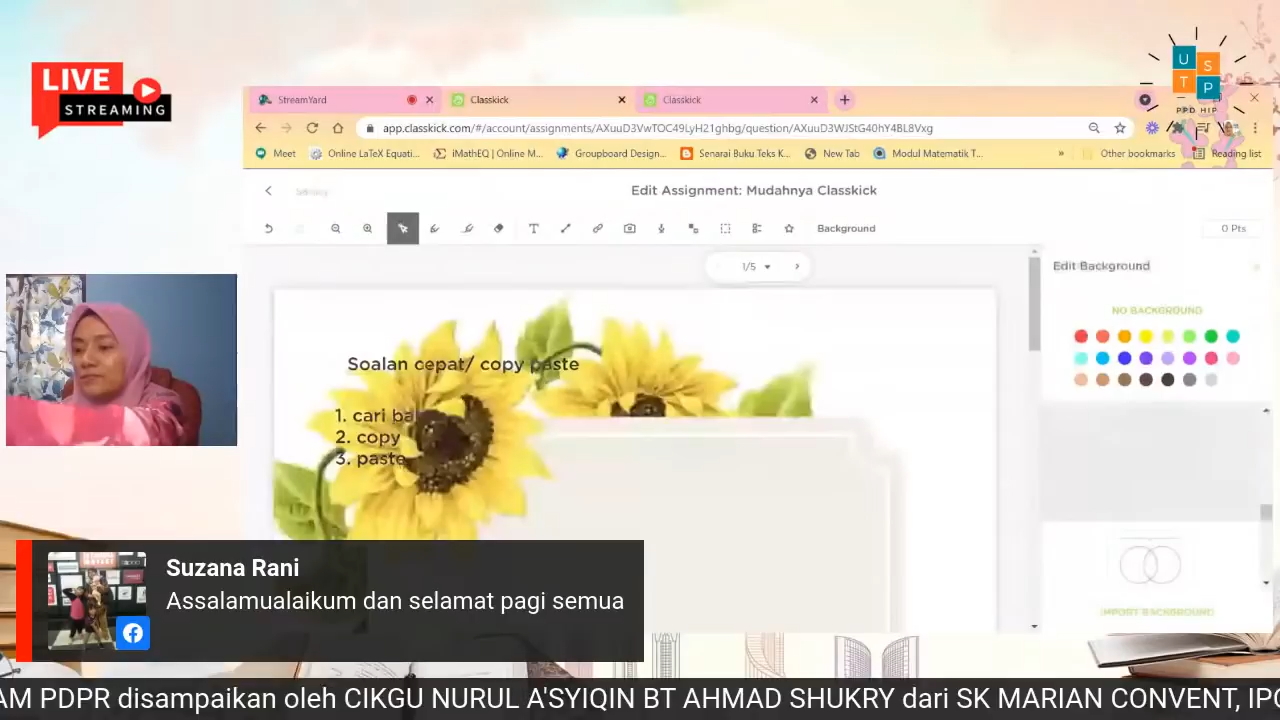 LIVE
STREAMING
U S
T P
PPD HIP
StreamYard
Classkick
Classkick
app.classkick.com/#/account/assignments/AXuuD3VwTOC49LyH21ghbg/question/AXuuD3WJStG40hY4BL8Vxg
Meet
Online LaTeX Equati...
iMathEQ | Online M...
Groupboard Design...
Senarai Buku Teks K...
New Tab
Modul Matematik T...
»
Other bookmarks
Reading list
Edit Assignment: Mudahnya Classkick
Background
0 Pts
1/5
Edit Background
NO BACKGROUND
Soalan cepat/ copy paste
1. cari
2. copy
3. paste
IMPORT BACKGROUND
Suzana Rani
Assalamualaikum dan selamat pagi semua
AM PDPR disampaikan oleh CIKGU NURUL A'SYIQIN BT AHMAD SHUKRY dari SK MARIAN CONVENT, IPO